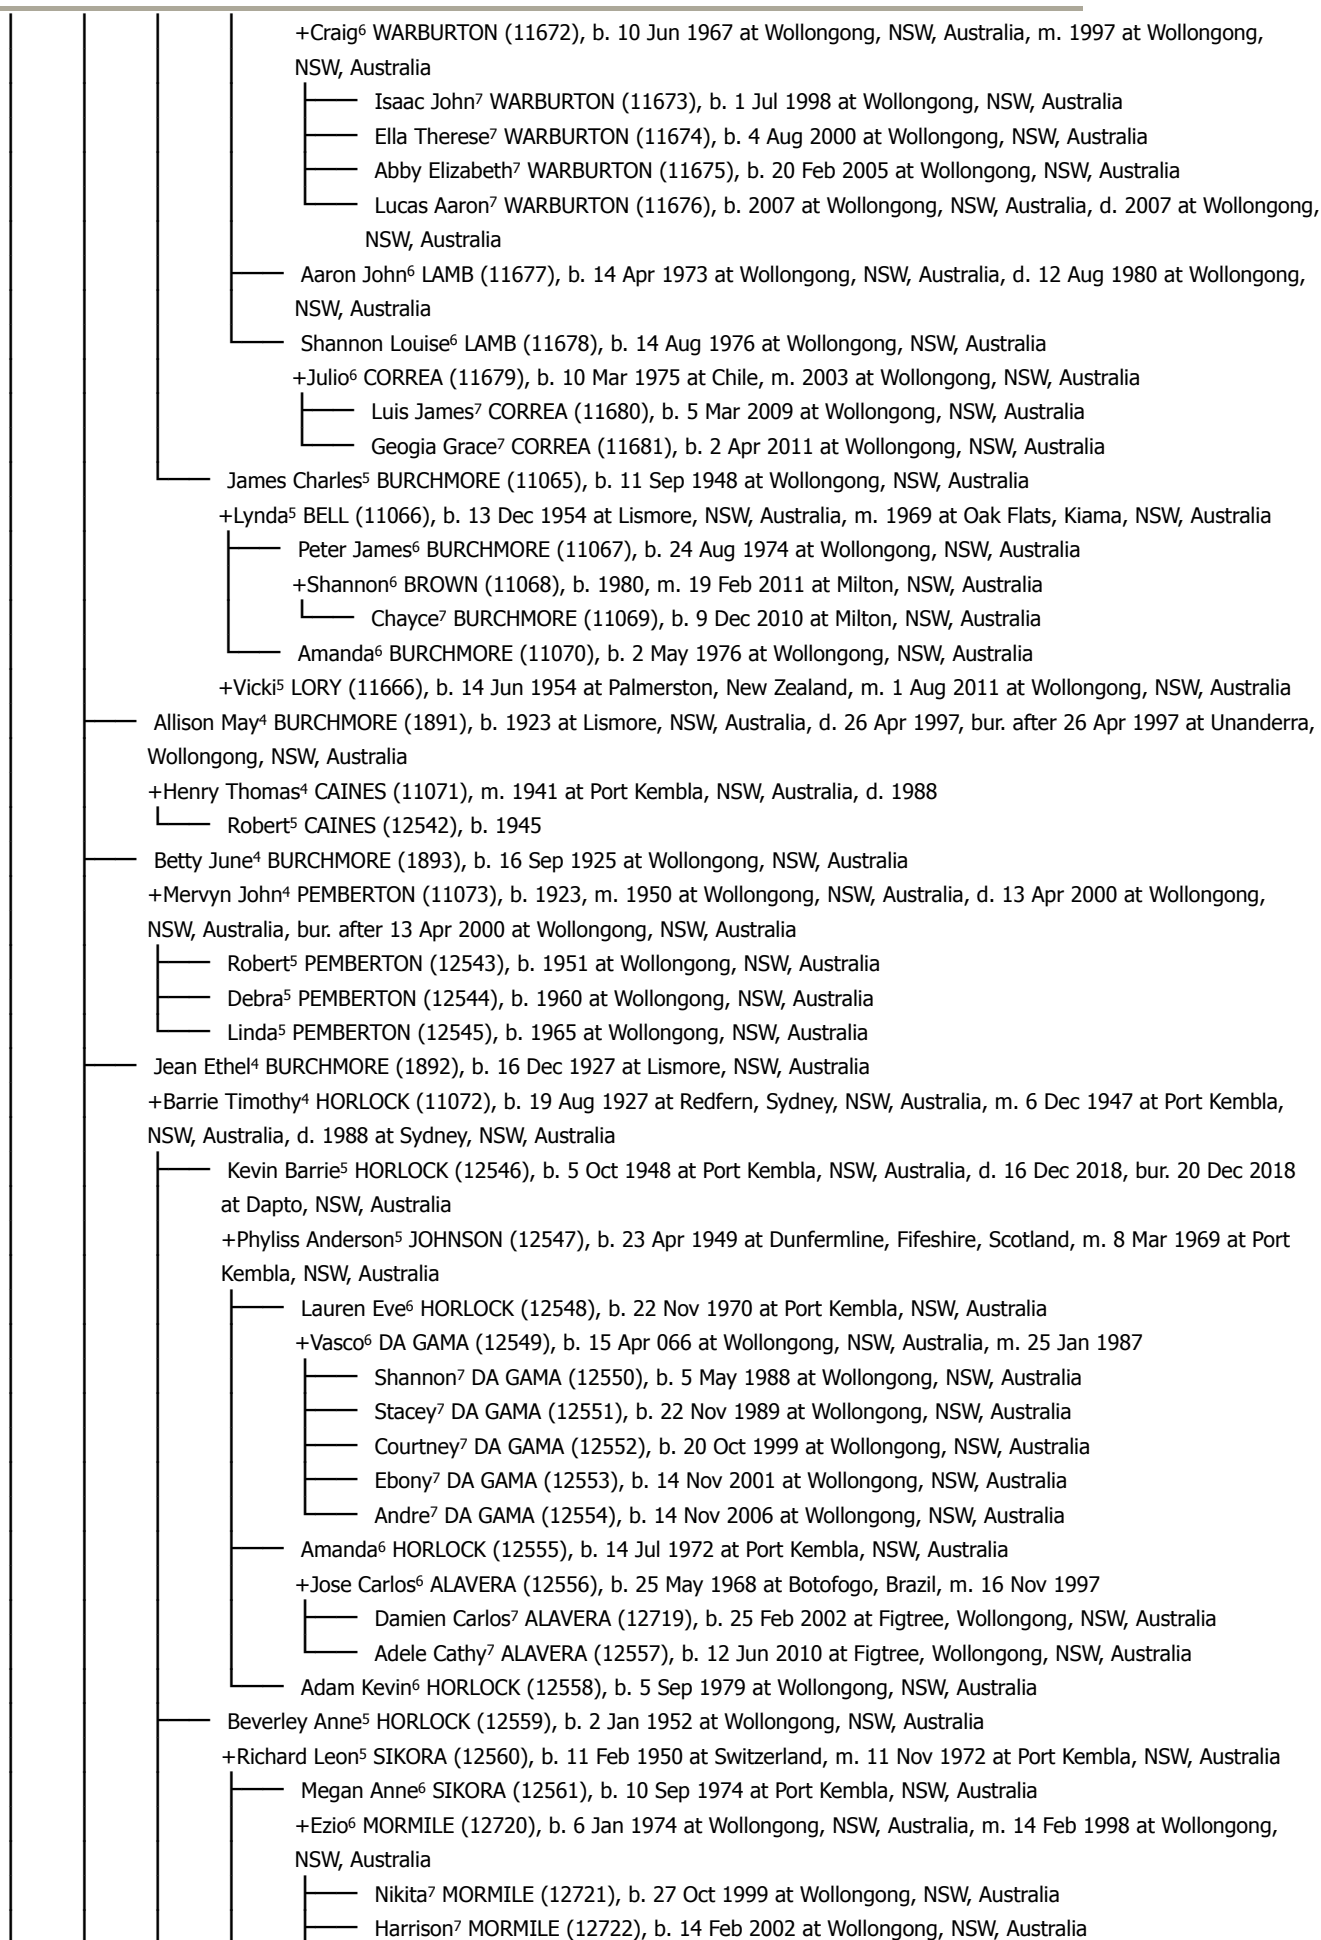 +Craig⁶ WARBURTON (11672), b. 10 Jun 1967 at Wollongong, NSW, Australia, m. 1997 at Wollongong,
NSW, Australia
Isaac John⁷ WARBURTON (11673), b. 1 Jul 1998 at Wollongong, NSW, Australia
Ella Therese⁷ WARBURTON (11674), b. 4 Aug 2000 at Wollongong, NSW, Australia
Abby Elizabeth⁷ WARBURTON (11675), b. 20 Feb 2005 at Wollongong, NSW, Australia
Lucas Aaron⁷ WARBURTON (11676), b. 2007 at Wollongong, NSW, Australia, d. 2007 at Wollongong,
NSW, Australia
Aaron John⁶ LAMB (11677), b. 14 Apr 1973 at Wollongong, NSW, Australia, d. 12 Aug 1980 at Wollongong,
NSW, Australia
Shannon Louise⁶ LAMB (11678), b. 14 Aug 1976 at Wollongong, NSW, Australia
+Julio⁶ CORREA (11679), b. 10 Mar 1975 at Chile, m. 2003 at Wollongong, NSW, Australia
Luis James⁷ CORREA (11680), b. 5 Mar 2009 at Wollongong, NSW, Australia
Geogia Grace⁷ CORREA (11681), b. 2 Apr 2011 at Wollongong, NSW, Australia
James Charles⁵ BURCHMORE (11065), b. 11 Sep 1948 at Wollongong, NSW, Australia
+Lynda⁵ BELL (11066), b. 13 Dec 1954 at Lismore, NSW, Australia, m. 1969 at Oak Flats, Kiama, NSW, Australia
Peter James⁶ BURCHMORE (11067), b. 24 Aug 1974 at Wollongong, NSW, Australia
+Shannon⁶ BROWN (11068), b. 1980, m. 19 Feb 2011 at Milton, NSW, Australia
Chayce⁷ BURCHMORE (11069), b. 9 Dec 2010 at Milton, NSW, Australia
Amanda⁶ BURCHMORE (11070), b. 2 May 1976 at Wollongong, NSW, Australia
+Vicki⁵ LORY (11666), b. 14 Jun 1954 at Palmerston, New Zealand, m. 1 Aug 2011 at Wollongong, NSW, Australia
Allison May⁴ BURCHMORE (1891), b. 1923 at Lismore, NSW, Australia, d. 26 Apr 1997, bur. after 26 Apr 1997 at Unanderra,
Wollongong, NSW, Australia
+Henry Thomas⁴ CAINES (11071), m. 1941 at Port Kembla, NSW, Australia, d. 1988
Robert⁵ CAINES (12542), b. 1945
Betty June⁴ BURCHMORE (1893), b. 16 Sep 1925 at Wollongong, NSW, Australia
+Mervyn John⁴ PEMBERTON (11073), b. 1923, m. 1950 at Wollongong, NSW, Australia, d. 13 Apr 2000 at Wollongong,
NSW, Australia, bur. after 13 Apr 2000 at Wollongong, NSW, Australia
Robert⁵ PEMBERTON (12543), b. 1951 at Wollongong, NSW, Australia
Debra⁵ PEMBERTON (12544), b. 1960 at Wollongong, NSW, Australia
Linda⁵ PEMBERTON (12545), b. 1965 at Wollongong, NSW, Australia
Jean Ethel⁴ BURCHMORE (1892), b. 16 Dec 1927 at Lismore, NSW, Australia
+Barrie Timothy⁴ HORLOCK (11072), b. 19 Aug 1927 at Redfern, Sydney, NSW, Australia, m. 6 Dec 1947 at Port Kembla,
NSW, Australia, d. 1988 at Sydney, NSW, Australia
Kevin Barrie⁵ HORLOCK (12546), b. 5 Oct 1948 at Port Kembla, NSW, Australia, d. 16 Dec 2018, bur. 20 Dec 2018
at Dapto, NSW, Australia
+Phyliss Anderson⁵ JOHNSON (12547), b. 23 Apr 1949 at Dunfermline, Fifeshire, Scotland, m. 8 Mar 1969 at Port
Kembla, NSW, Australia
Lauren Eve⁶ HORLOCK (12548), b. 22 Nov 1970 at Port Kembla, NSW, Australia
+Vasco⁶ DA GAMA (12549), b. 15 Apr 066 at Wollongong, NSW, Australia, m. 25 Jan 1987
Shannon⁷ DA GAMA (12550), b. 5 May 1988 at Wollongong, NSW, Australia
Stacey⁷ DA GAMA (12551), b. 22 Nov 1989 at Wollongong, NSW, Australia
Courtney⁷ DA GAMA (12552), b. 20 Oct 1999 at Wollongong, NSW, Australia
Ebony⁷ DA GAMA (12553), b. 14 Nov 2001 at Wollongong, NSW, Australia
Andre⁷ DA GAMA (12554), b. 14 Nov 2006 at Wollongong, NSW, Australia
Amanda⁶ HORLOCK (12555), b. 14 Jul 1972 at Port Kembla, NSW, Australia
+Jose Carlos⁶ ALAVERA (12556), b. 25 May 1968 at Botofogo, Brazil, m. 16 Nov 1997
Damien Carlos⁷ ALAVERA (12719), b. 25 Feb 2002 at Figtree, Wollongong, NSW, Australia
Adele Cathy⁷ ALAVERA (12557), b. 12 Jun 2010 at Figtree, Wollongong, NSW, Australia
Adam Kevin⁶ HORLOCK (12558), b. 5 Sep 1979 at Wollongong, NSW, Australia
Beverley Anne⁵ HORLOCK (12559), b. 2 Jan 1952 at Wollongong, NSW, Australia
+Richard Leon⁵ SIKORA (12560), b. 11 Feb 1950 at Switzerland, m. 11 Nov 1972 at Port Kembla, NSW, Australia
Megan Anne⁶ SIKORA (12561), b. 10 Sep 1974 at Port Kembla, NSW, Australia
+Ezio⁶ MORMILE (12720), b. 6 Jan 1974 at Wollongong, NSW, Australia, m. 14 Feb 1998 at Wollongong,
NSW, Australia
Nikita⁷ MORMILE (12721), b. 27 Oct 1999 at Wollongong, NSW, Australia
Harrison⁷ MORMILE (12722), b. 14 Feb 2002 at Wollongong, NSW, Australia